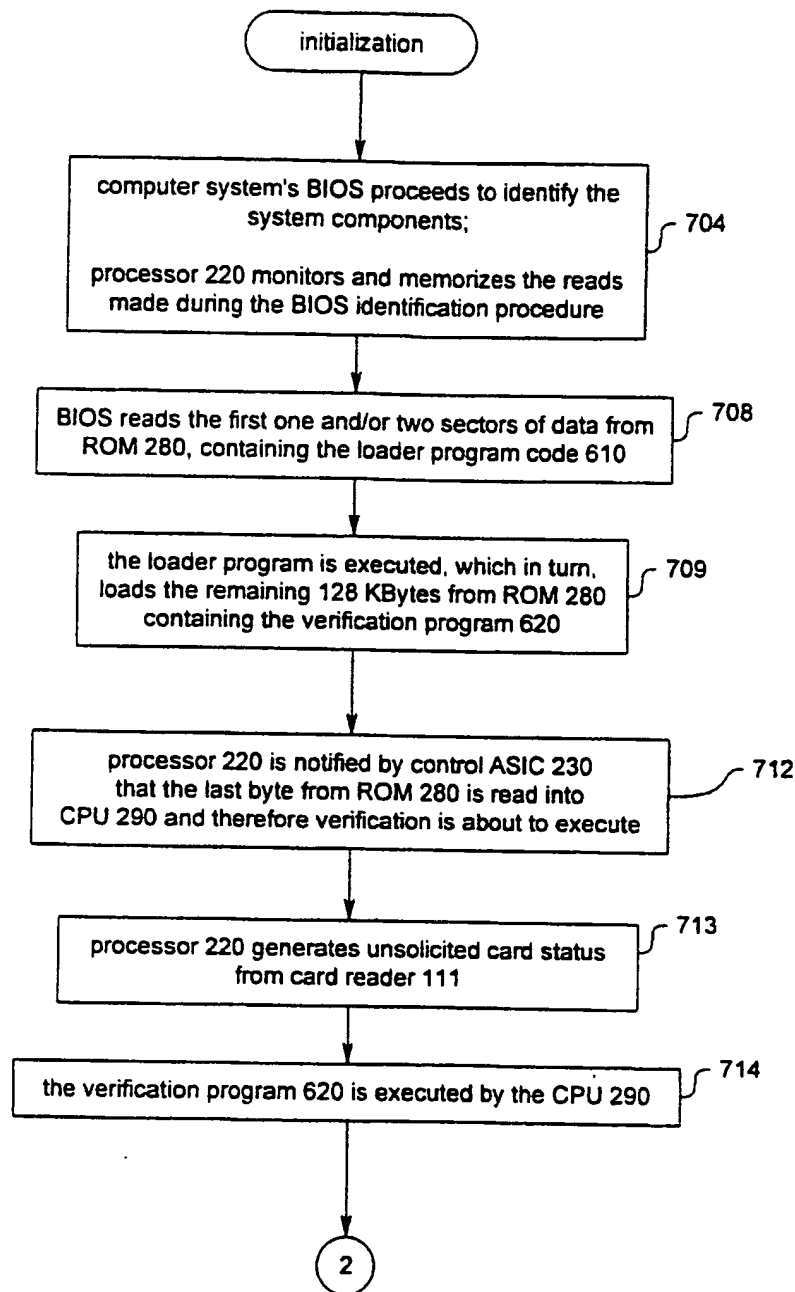 initialization
computer system's BIOS proceeds to identify the
system components;
processor 220 monitors and memorizes the reads
made during the BIOS identification procedure
704
BIOS reads the first one and/or two sectors of data from
ROM 280, containing the loader program code 610
708
the loader program is executed, which in turn,
loads the remaining 128 KBytes from ROM 280
containing the verification program 620
709
processor 220 is notified by control ASIC 230
that the last byte from ROM 280 is read into
CPU 290 and therefore verification is about to execute
712
processor 220 generates unsolicited card status
from card reader 111
713
the verification program 620 is executed by the CPU 290
714
2